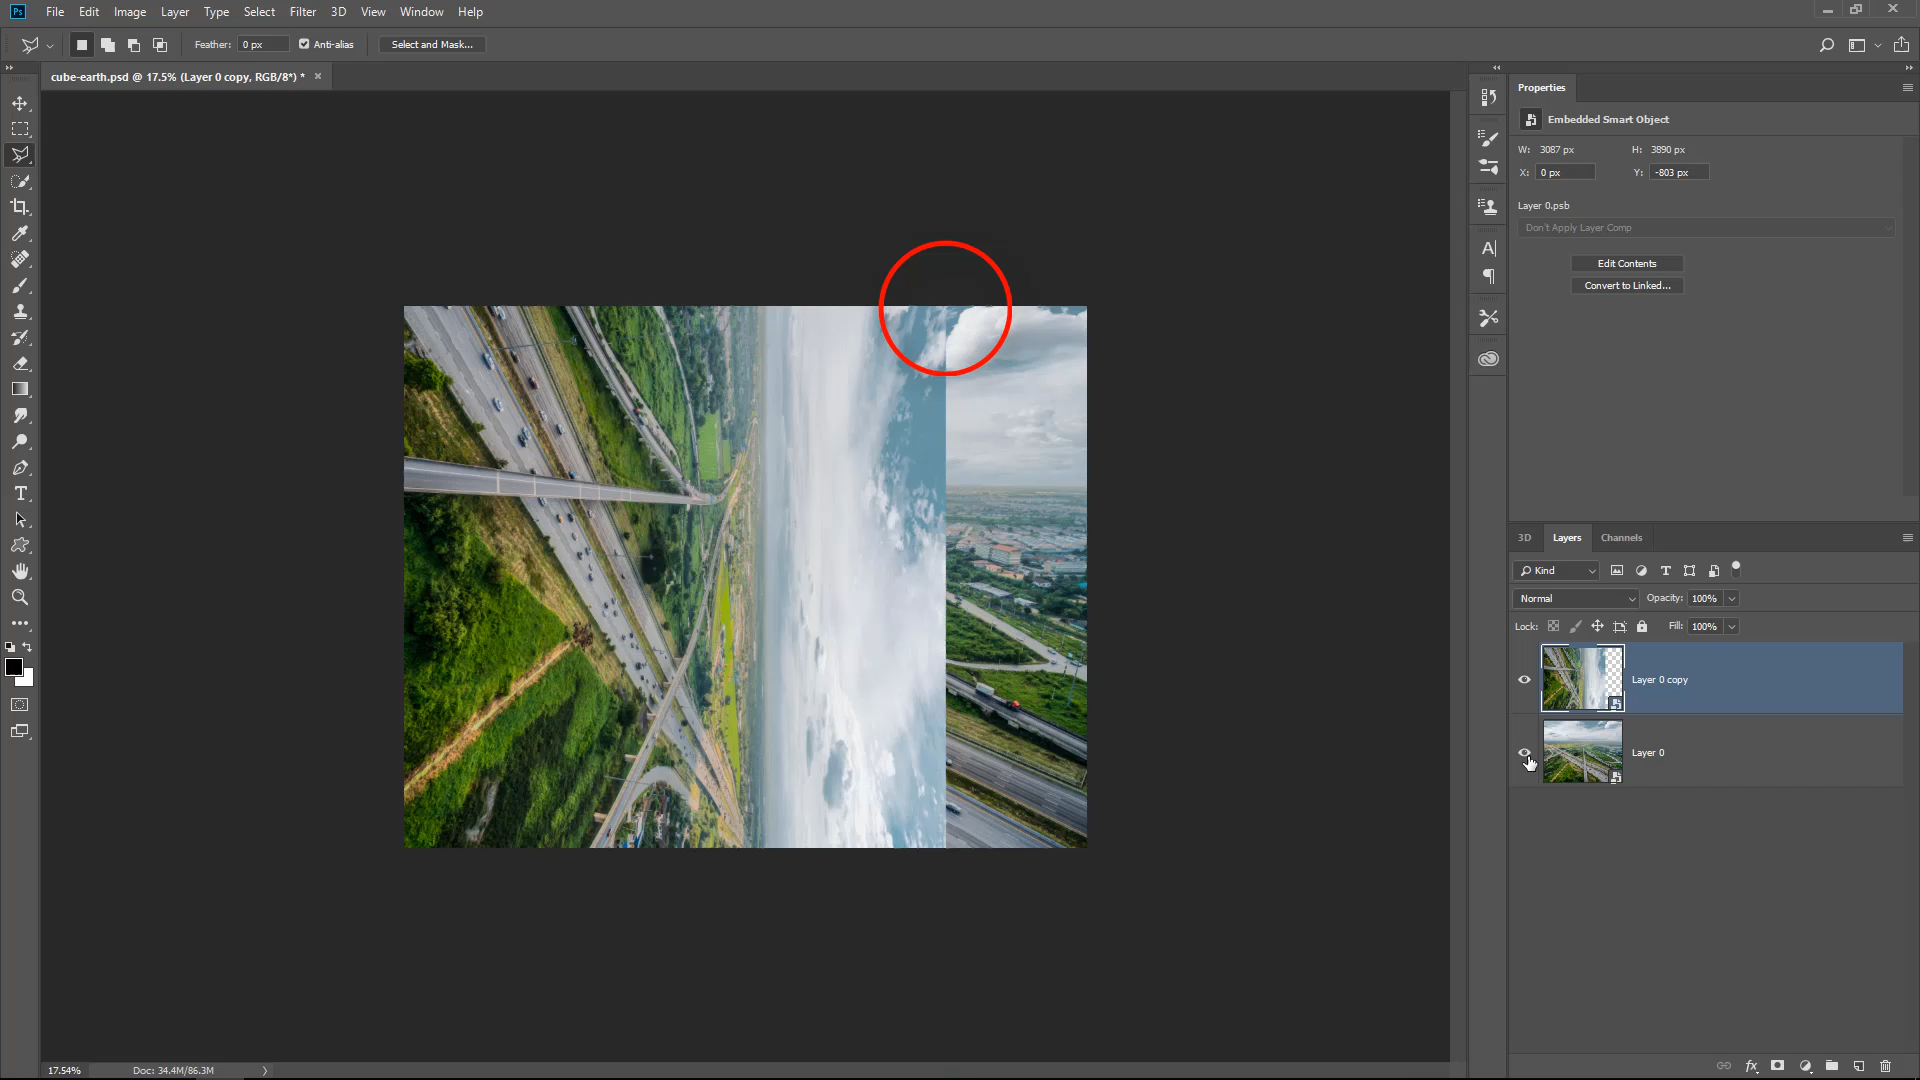 Ps File Edit Image Layer Type Select Filter 3D View Window Help
Feather: 0 px Anti-alias Select and Mask...
cube-earth.psd @ 17.5% (Layer 0 copy, RGB/8*) *
Properties
Embedded Smart Object
W: 3087 px H: 3890 px
X: 0 px Y: -803 px
Layer 0.psb
Don't Apply Layer Comp
Edit Contents
Convert to Linked...
3D Layers Channels
Kind
Normal Opacity: 100%
Lock: Fill: 100%
Layer 0 copy
Layer 0
17.54% Doc: 34.4M/86.3M